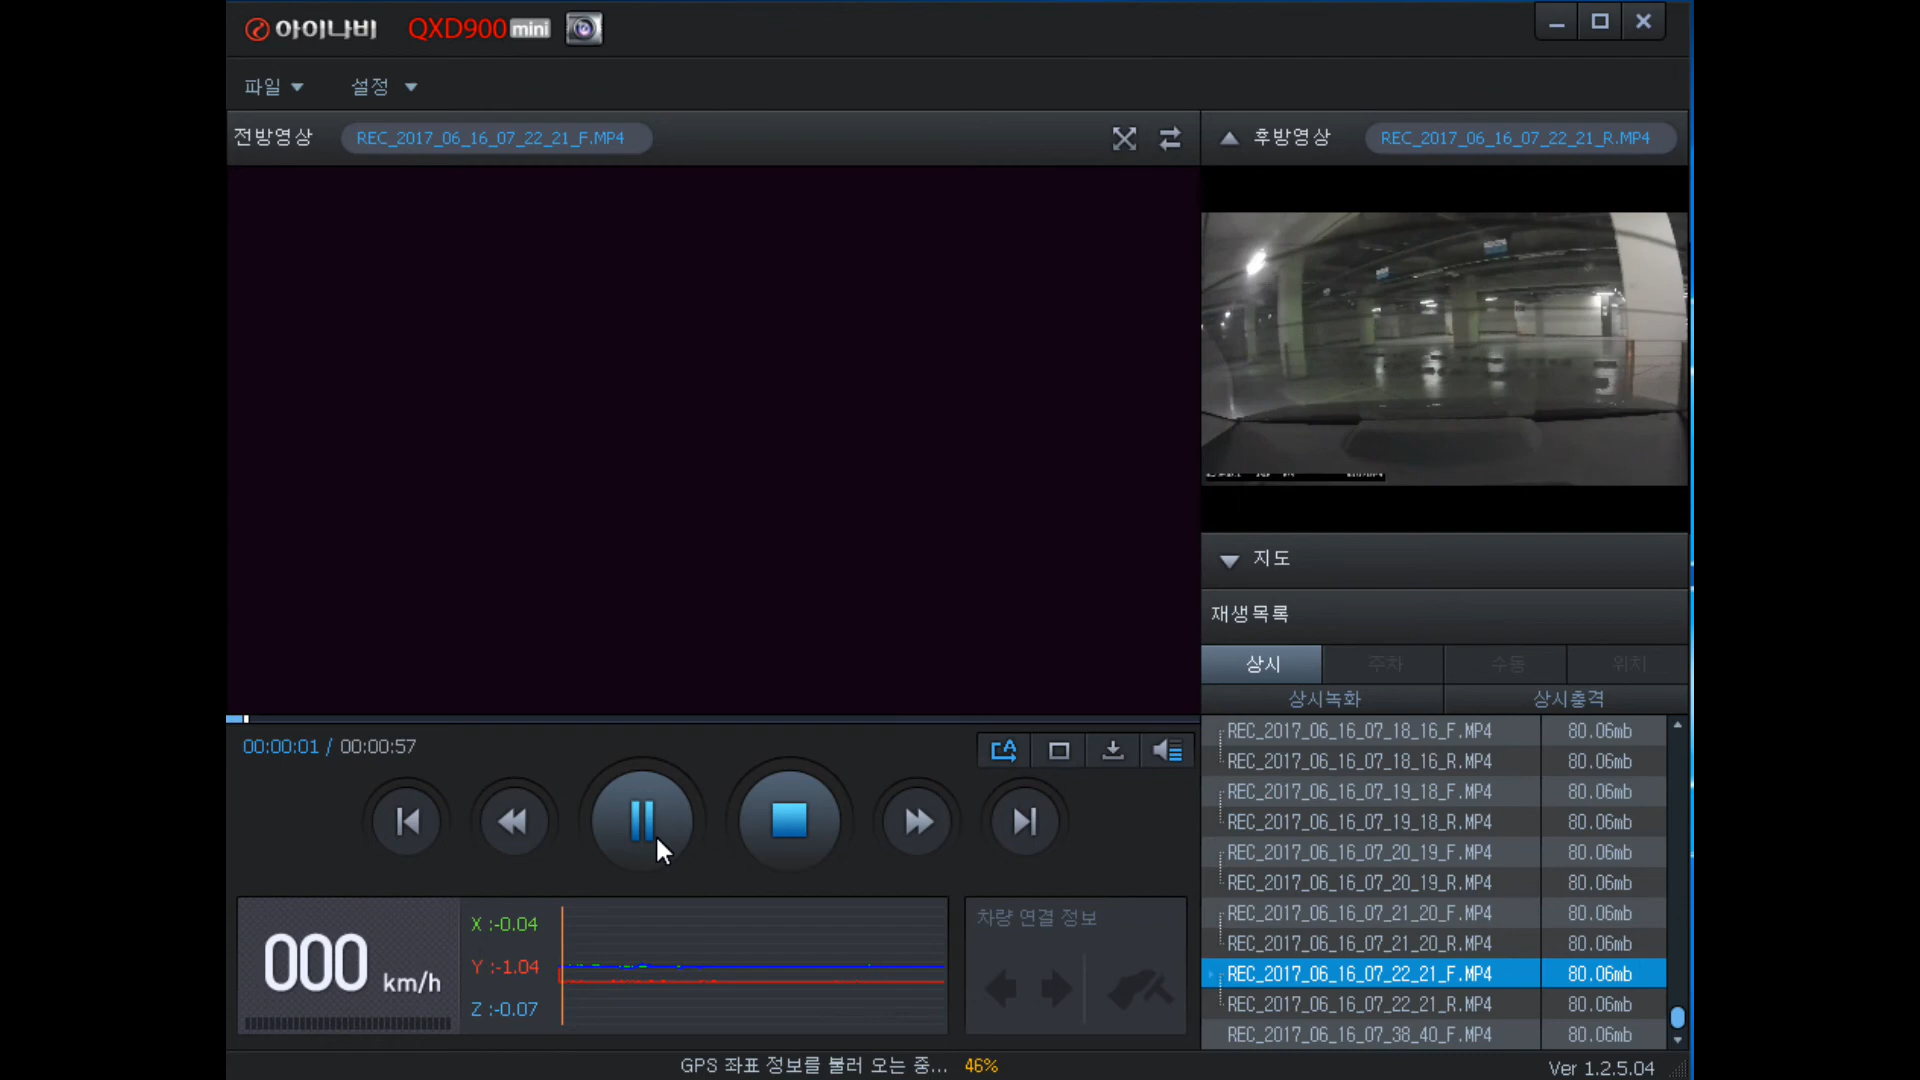 아이나비 QXD900 mini
파일 설정
전방영상 REC_2017_06_16_07_22_21_F.MP4
후방영상 REC_2017_06_16_07_22_21_R.MP4
지도
재생목록
상시 주차 수동 위치
상시녹화 상시충격
REC_2017_06_16_07_18_16_F.MP4 80.06mb
REC_2017_06_16_07_18_16_R.MP4 80.06mb
REC_2017_06_16_07_19_18_F.MP4 80.06mb
REC_2017_06_16_07_19_18_R.MP4 80.06mb
REC_2017_06_16_07_20_19_F.MP4 80.06mb
REC_2017_06_16_07_20_19_R.MP4 80.06mb
REC_2017_06_16_07_21_20_F.MP4 80.06mb
REC_2017_06_16_07_21_20_R.MP4 80.06mb
REC_2017_06_16_07_22_21_F.MP4 80.06mb
REC_2017_06_16_07_22_21_R.MP4 80.06mb
REC_2017_06_16_07_38_40_F.MP4 80.06mb
00:00:01 / 00:00:57
000 km/h
X :-0.04
Y :-1.04
Z :-0.07
차량 연결 정보
GPS 좌표 정보를 불러 오는 중... 46%
Ver 1.2.5.04